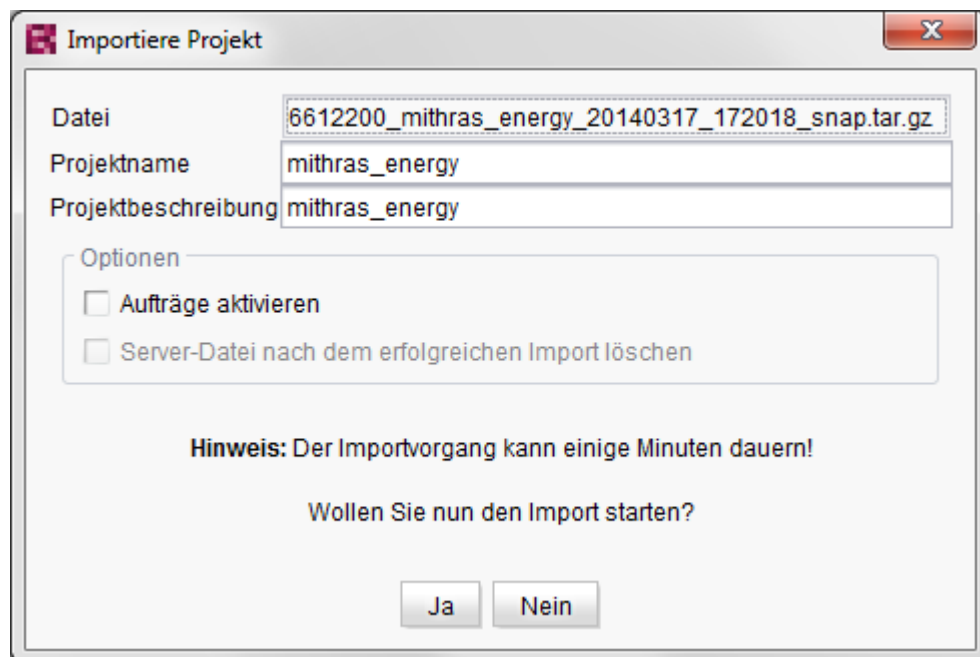 Importiere Projekt
Datei 6612200_mithras_energy_20140317_172018_snap.tar.gz
Projektname mithras_energy
Projektbeschreibung mithras_energy
Optionen
Aufträge aktivieren
Server-Datei nach dem erfolgreichen Import löschen
Hinweis: Der Importvorgang kann einige Minuten dauern!
Wollen Sie nun den Import starten?
Ja Nein